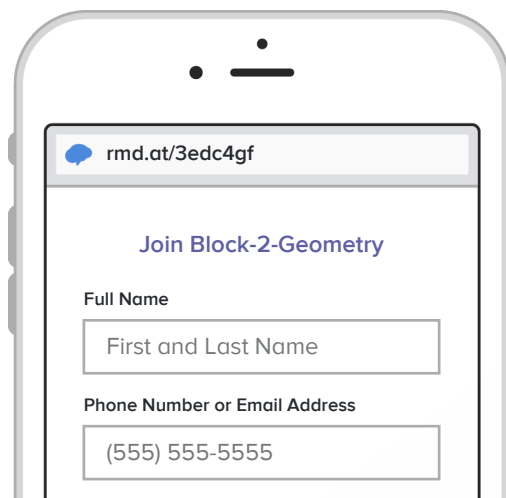 rmd.at/3edc4gf
Join Block-2-Geometry
Full Name
First and Last Name
Phone Number or Email Address
(555) 555-5555